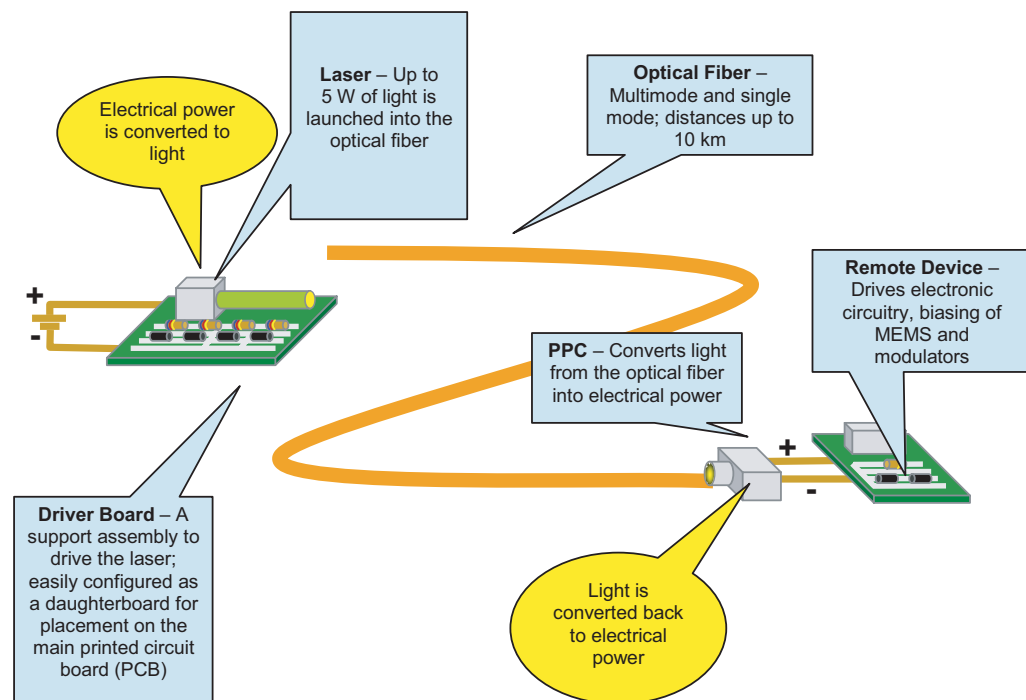 Electrical power
is converted to
light
Laser – Up to
5 W of light is
launched into the
optical fiber
Optical Fiber –
Multimode and single
mode; distances up to
10 km
Remote Device –
Drives electronic
circuitry, biasing of
MEMS and
modulators
+
-
PPC – Converts light
from the optical fiber
into electrical power
+
-
Driver Board – A
support assembly to
drive the laser;
easily configured as
a daughterboard for
placement on the
main printed circuit
board (PCB)
Light is
converted back
to electrical
power